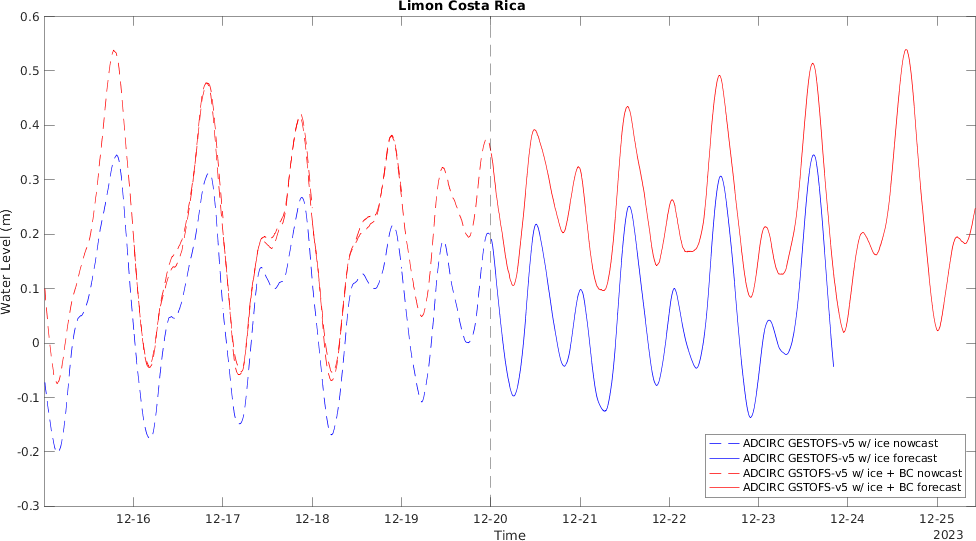 Limon Costa Rica
0.6
0.5
0.4
0.3
0.2
0.1
0
-0.1
-0.2
-0.3
Water Level (m)
12-16 12-17 12-18 12-19 12-20 12-21 12-22 12-23 12-24 12-25
Time
2023
ADCIRC GESTOFS-v5 w/ ice nowcast
ADCIRC GESTOFS-v5 w/ ice forecast
ADCIRC GSTOFS-v5 w/ ice + BC nowcast
ADCIRC GSTOFS-v5 w/ ice + BC forecast